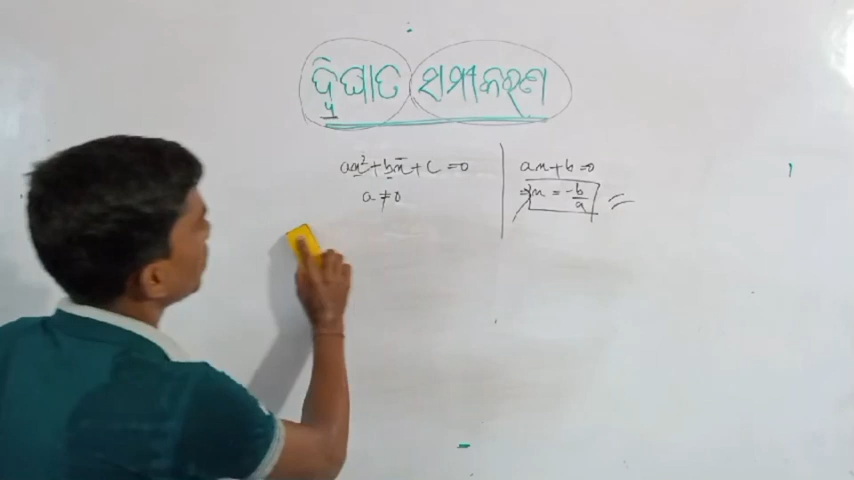 ଦ୍ୱିଘାତ ସମୀକରଣ
ax²+bx+c=0
a≠0
ax+b=0
⇒x = -b/a